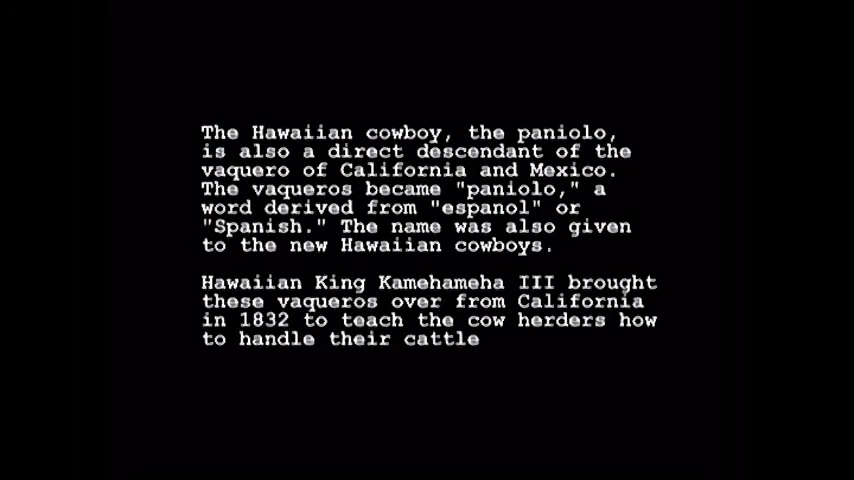 The Hawaiian cowboy, the paniolo,
is also a direct descendant of the
vaquero of California and Mexico.
The vaqueros became "paniolo," a
word derived from "espanol" or
"Spanish." The name was also given
to the new Hawaiian cowboys.
Hawaiian King Kamehameha III brought
these vaqueros over from California
in 1832 to teach the cow herders how
to handle their cattle